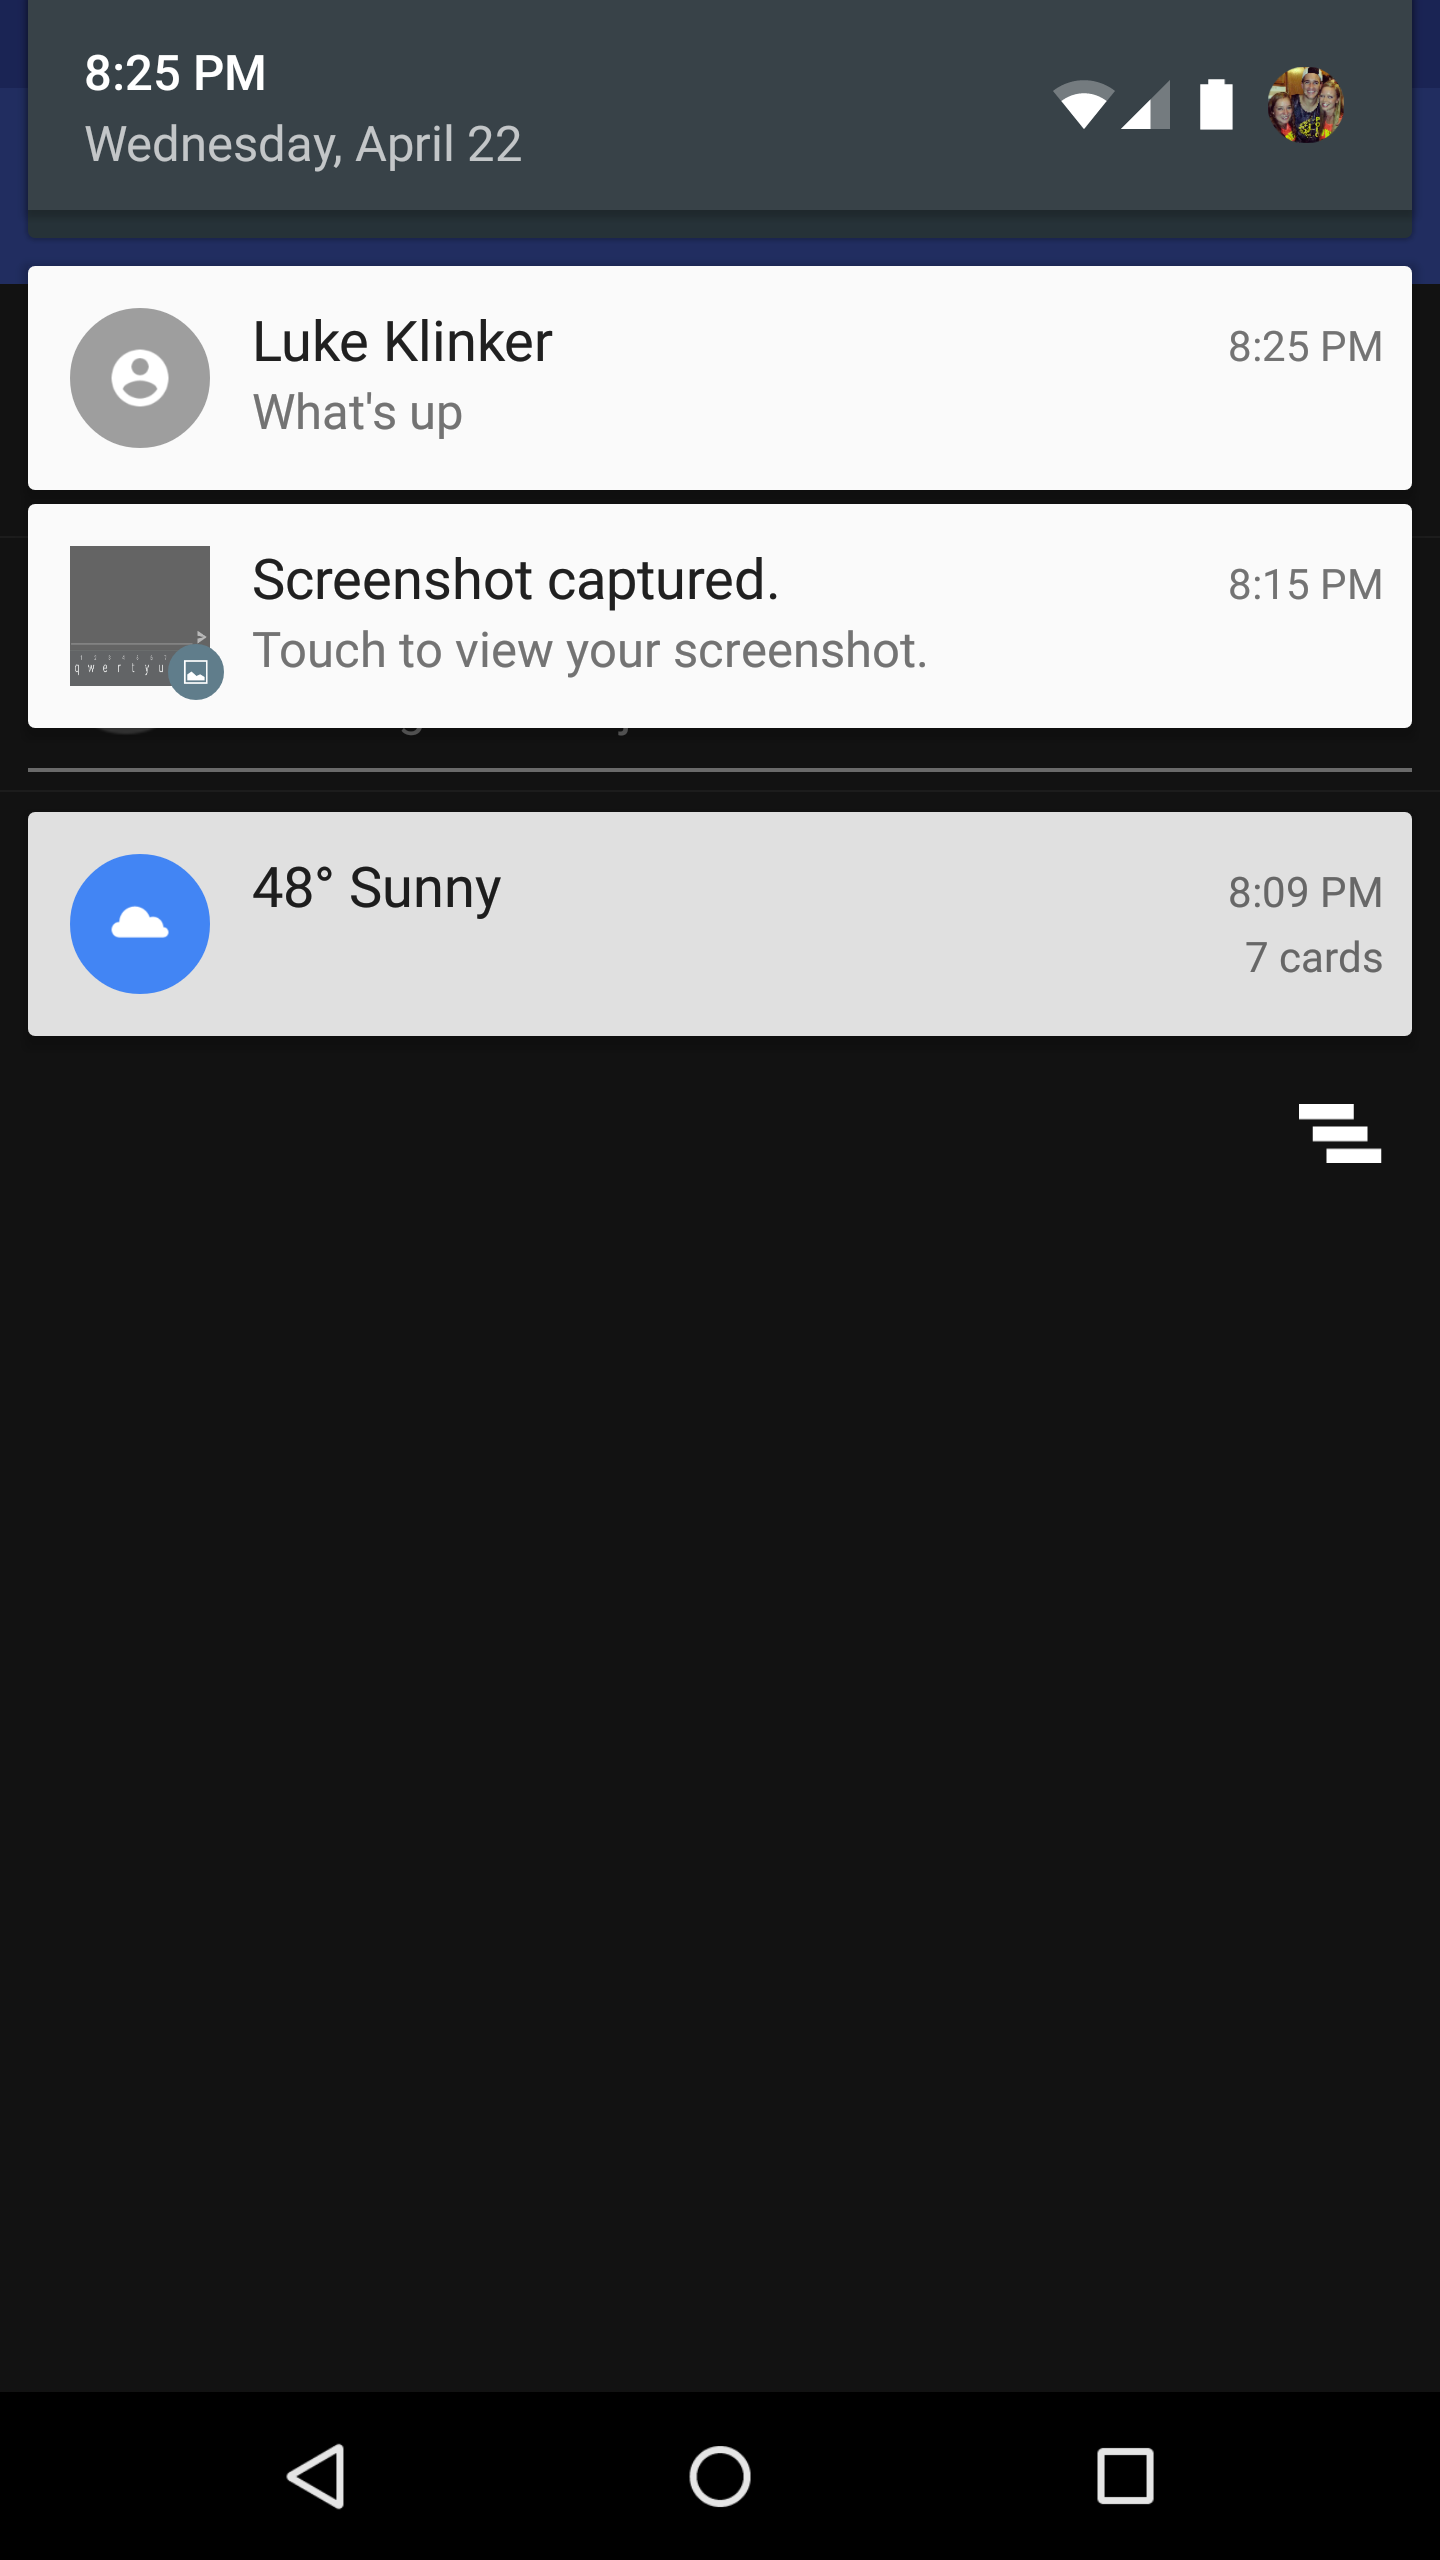 8:25 PM
Wednesday, April 22
Luke Klinker
8:25 PM
What's up
Screenshot captured.
8:15 PM
Touch to view your screenshot.
q w e r t y u
48° Sunny
8:09 PM
7 cards